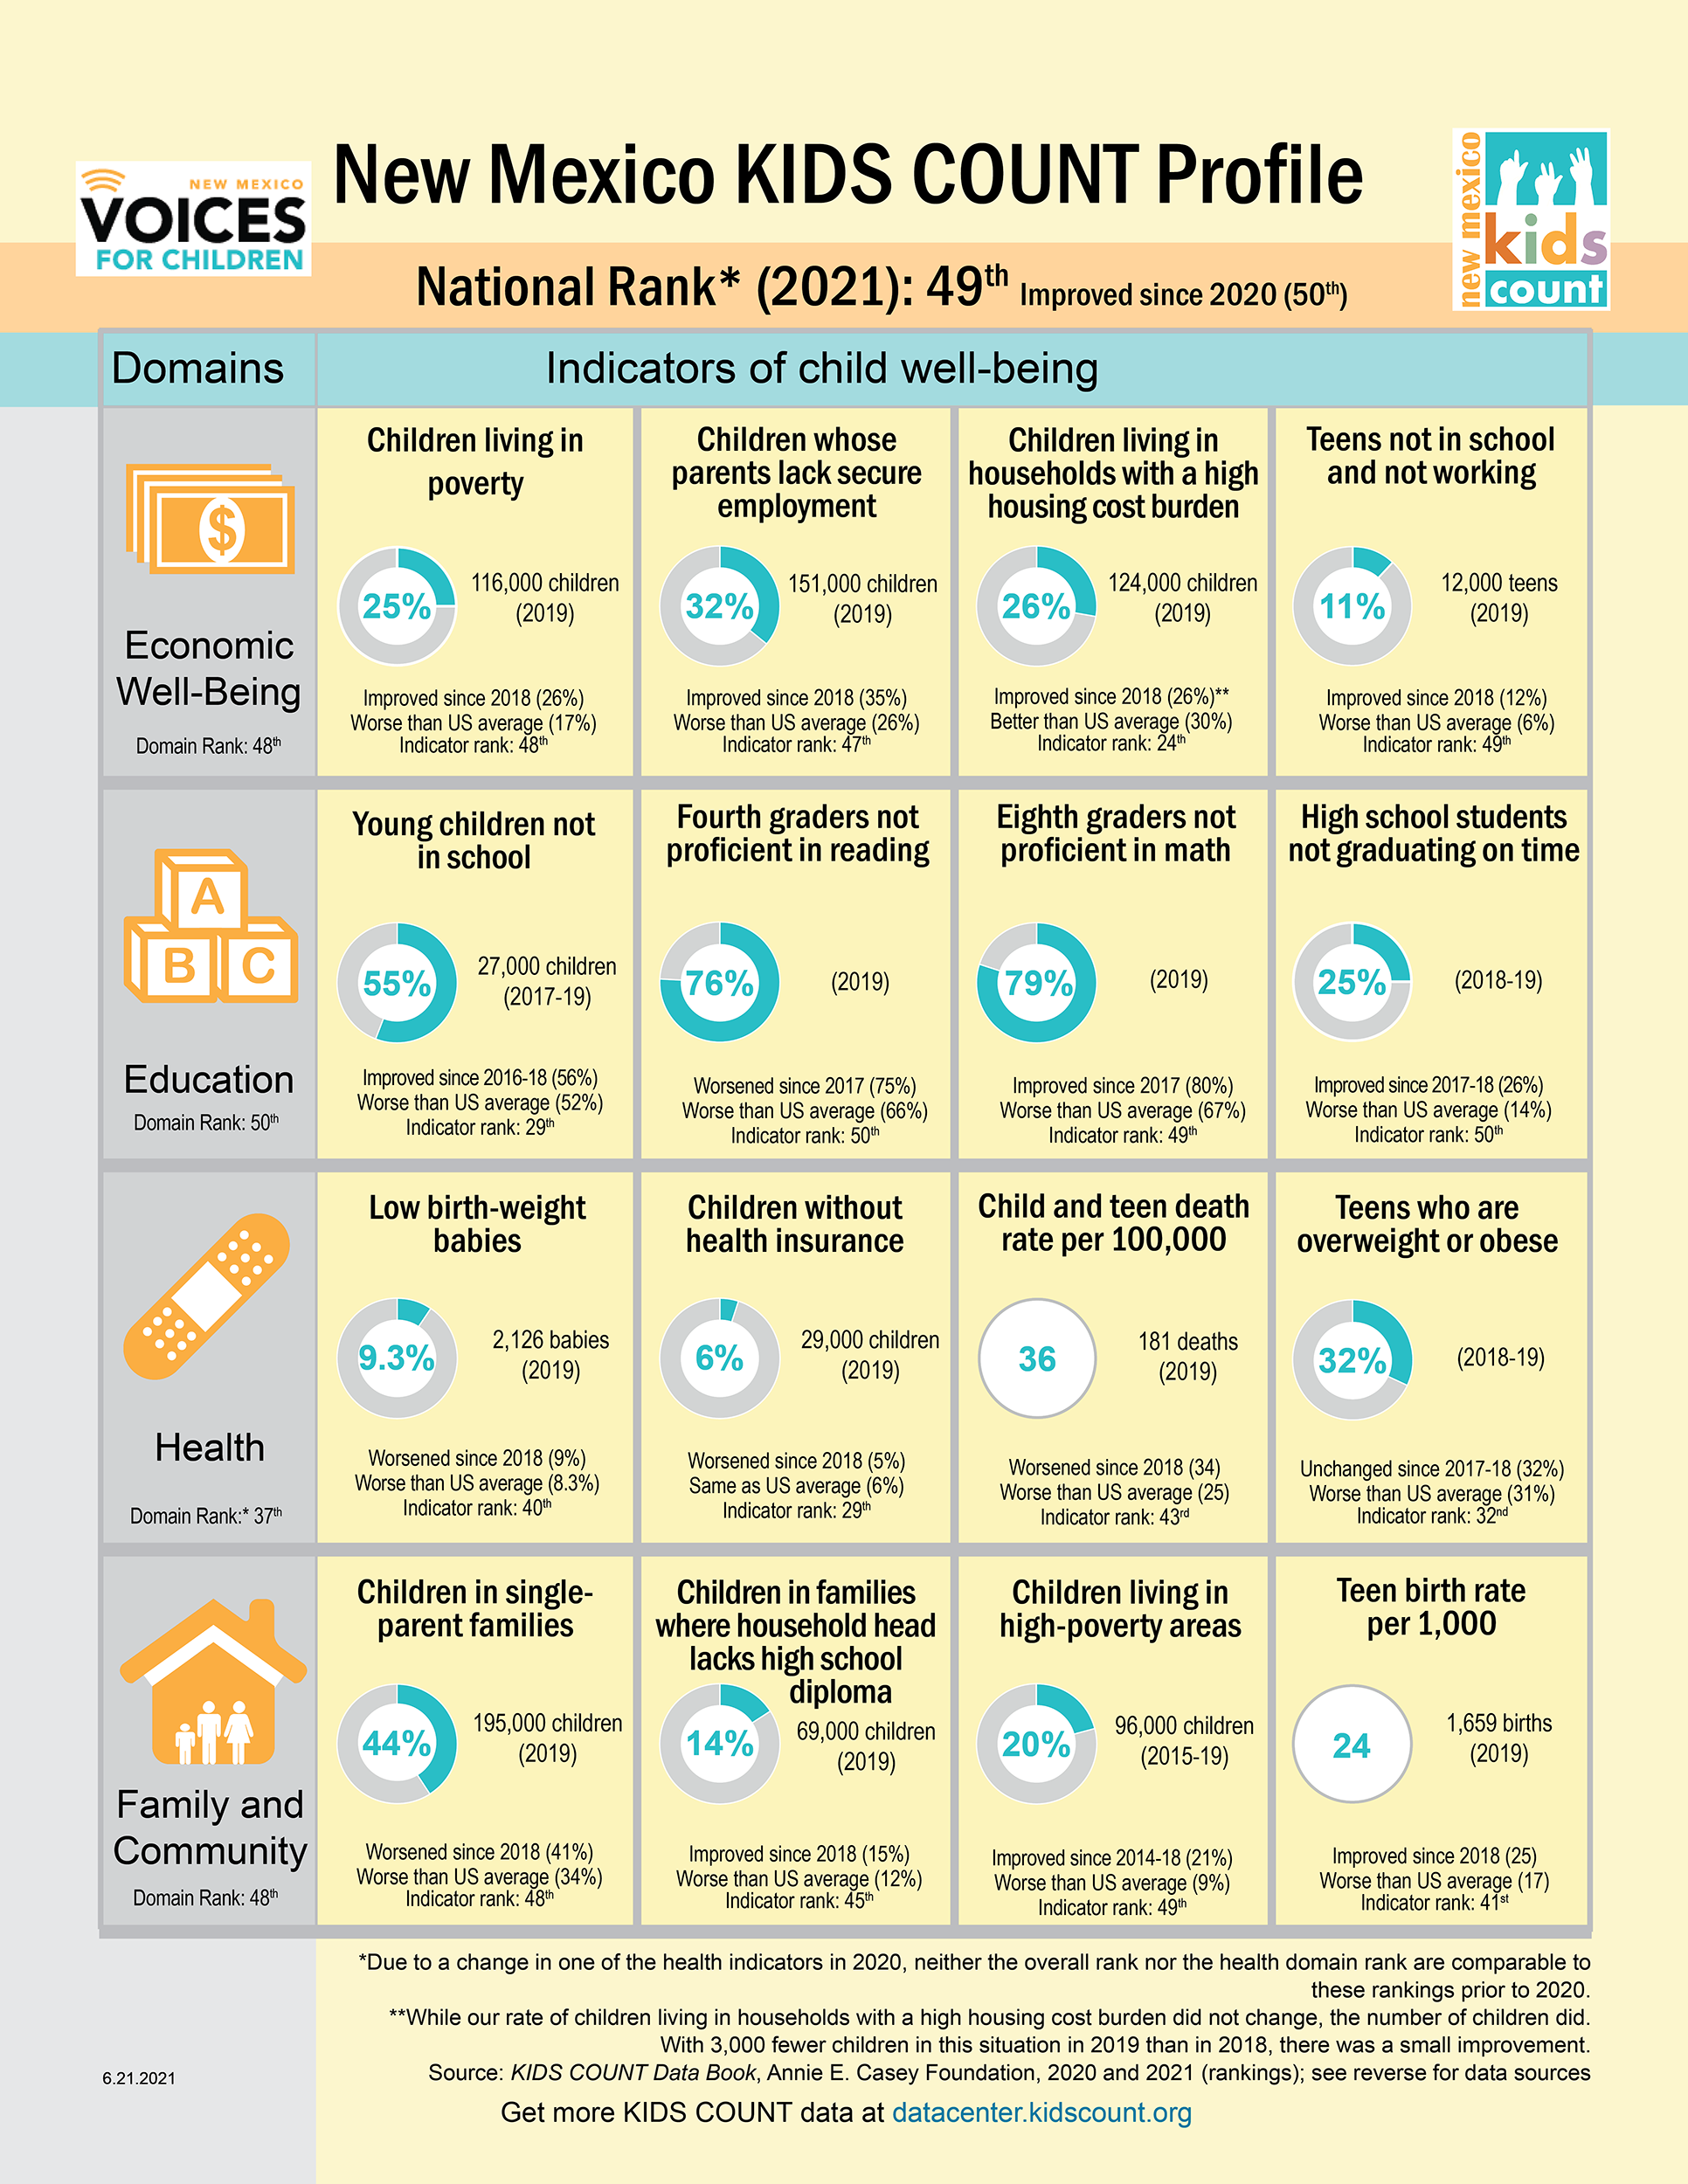 New Mexico KIDS COUNT Profile
NEW MEXICO
VOICES
FOR CHILDREN
new mexico
kids
count
National Rank* (2021): 49th Improved since 2020 (50th)
Domains
Indicators of child well-being
$
Economic
Well-Being
Domain Rank: 48th
Children living in
poverty
25%
116,000 children
(2019)
Improved since 2018 (26%)
Worse than US average (17%)
Indicator rank: 48th
Children whose
parents lack secure
employment
32%
151,000 children
(2019)
Improved since 2018 (35%)
Worse than US average (26%)
Indicator rank: 47th
Children living in
households with a high
housing cost burden
26%
124,000 children
(2019)
Improved since 2018 (26%)**
Better than US average (30%)
Indicator rank: 24th
Teens not in school
and not working
11%
12,000 teens
(2019)
Improved since 2018 (12%)
Worse than US average (6%)
Indicator rank: 49th
A
B C
Education
Domain Rank: 50th
Young children not
in school
55%
27,000 children
(2017-19)
Improved since 2016-18 (56%)
Worse than US average (52%)
Indicator rank: 29th
Fourth graders not
proficient in reading
76%
(2019)
Worsened since 2017 (75%)
Worse than US average (66%)
Indicator rank: 50th
Eighth graders not
proficient in math
79%
(2019)
Improved since 2017 (80%)
Worse than US average (67%)
Indicator rank: 49th
High school students
not graduating on time
25%
(2018-19)
Improved since 2017-18 (26%)
Worse than US average (14%)
Indicator rank: 50th
Health
Domain Rank:* 37th
Low birth-weight
babies
9.3%
2,126 babies
(2019)
Worsened since 2018 (9%)
Worse than US average (8.3%)
Indicator rank: 40th
Children without
health insurance
6%
29,000 children
(2019)
Worsened since 2018 (5%)
Same as US average (6%)
Indicator rank: 29th
Child and teen death
rate per 100,000
36
181 deaths
(2019)
Worsened since 2018 (34)
Worse than US average (25)
Indicator rank: 43rd
Teens who are
overweight or obese
32%
(2018-19)
Unchanged since 2017-18 (32%)
Worse than US average (31%)
Indicator rank: 32nd
Family and
Community
Domain Rank: 48th
Children in single-
parent families
44%
195,000 children
(2019)
Worsened since 2018 (41%)
Worse than US average (34%)
Indicator rank: 48th
Children in families
where household head
lacks high school
diploma
14%
69,000 children
(2019)
Improved since 2018 (15%)
Worse than US average (12%)
Indicator rank: 45th
Children living in
high-poverty areas
20%
96,000 children
(2015-19)
Improved since 2014-18 (21%)
Worse than US average (9%)
Indicator rank: 49th
Teen birth rate
per 1,000
24
1,659 births
(2019)
Improved since 2018 (25)
Worse than US average (17)
Indicator rank: 41st
*Due to a change in one of the health indicators in 2020, neither the overall rank nor the health domain rank are comparable to
these rankings prior to 2020.
**While our rate of children living in households with a high housing cost burden did not change, the number of children did.
With 3,000 fewer children in this situation in 2019 than in 2018, there was a small improvement.
Source: KIDS COUNT Data Book, Annie E. Casey Foundation, 2020 and 2021 (rankings); see reverse for data sources
6.21.2021
Get more KIDS COUNT data at datacenter.kidscount.org